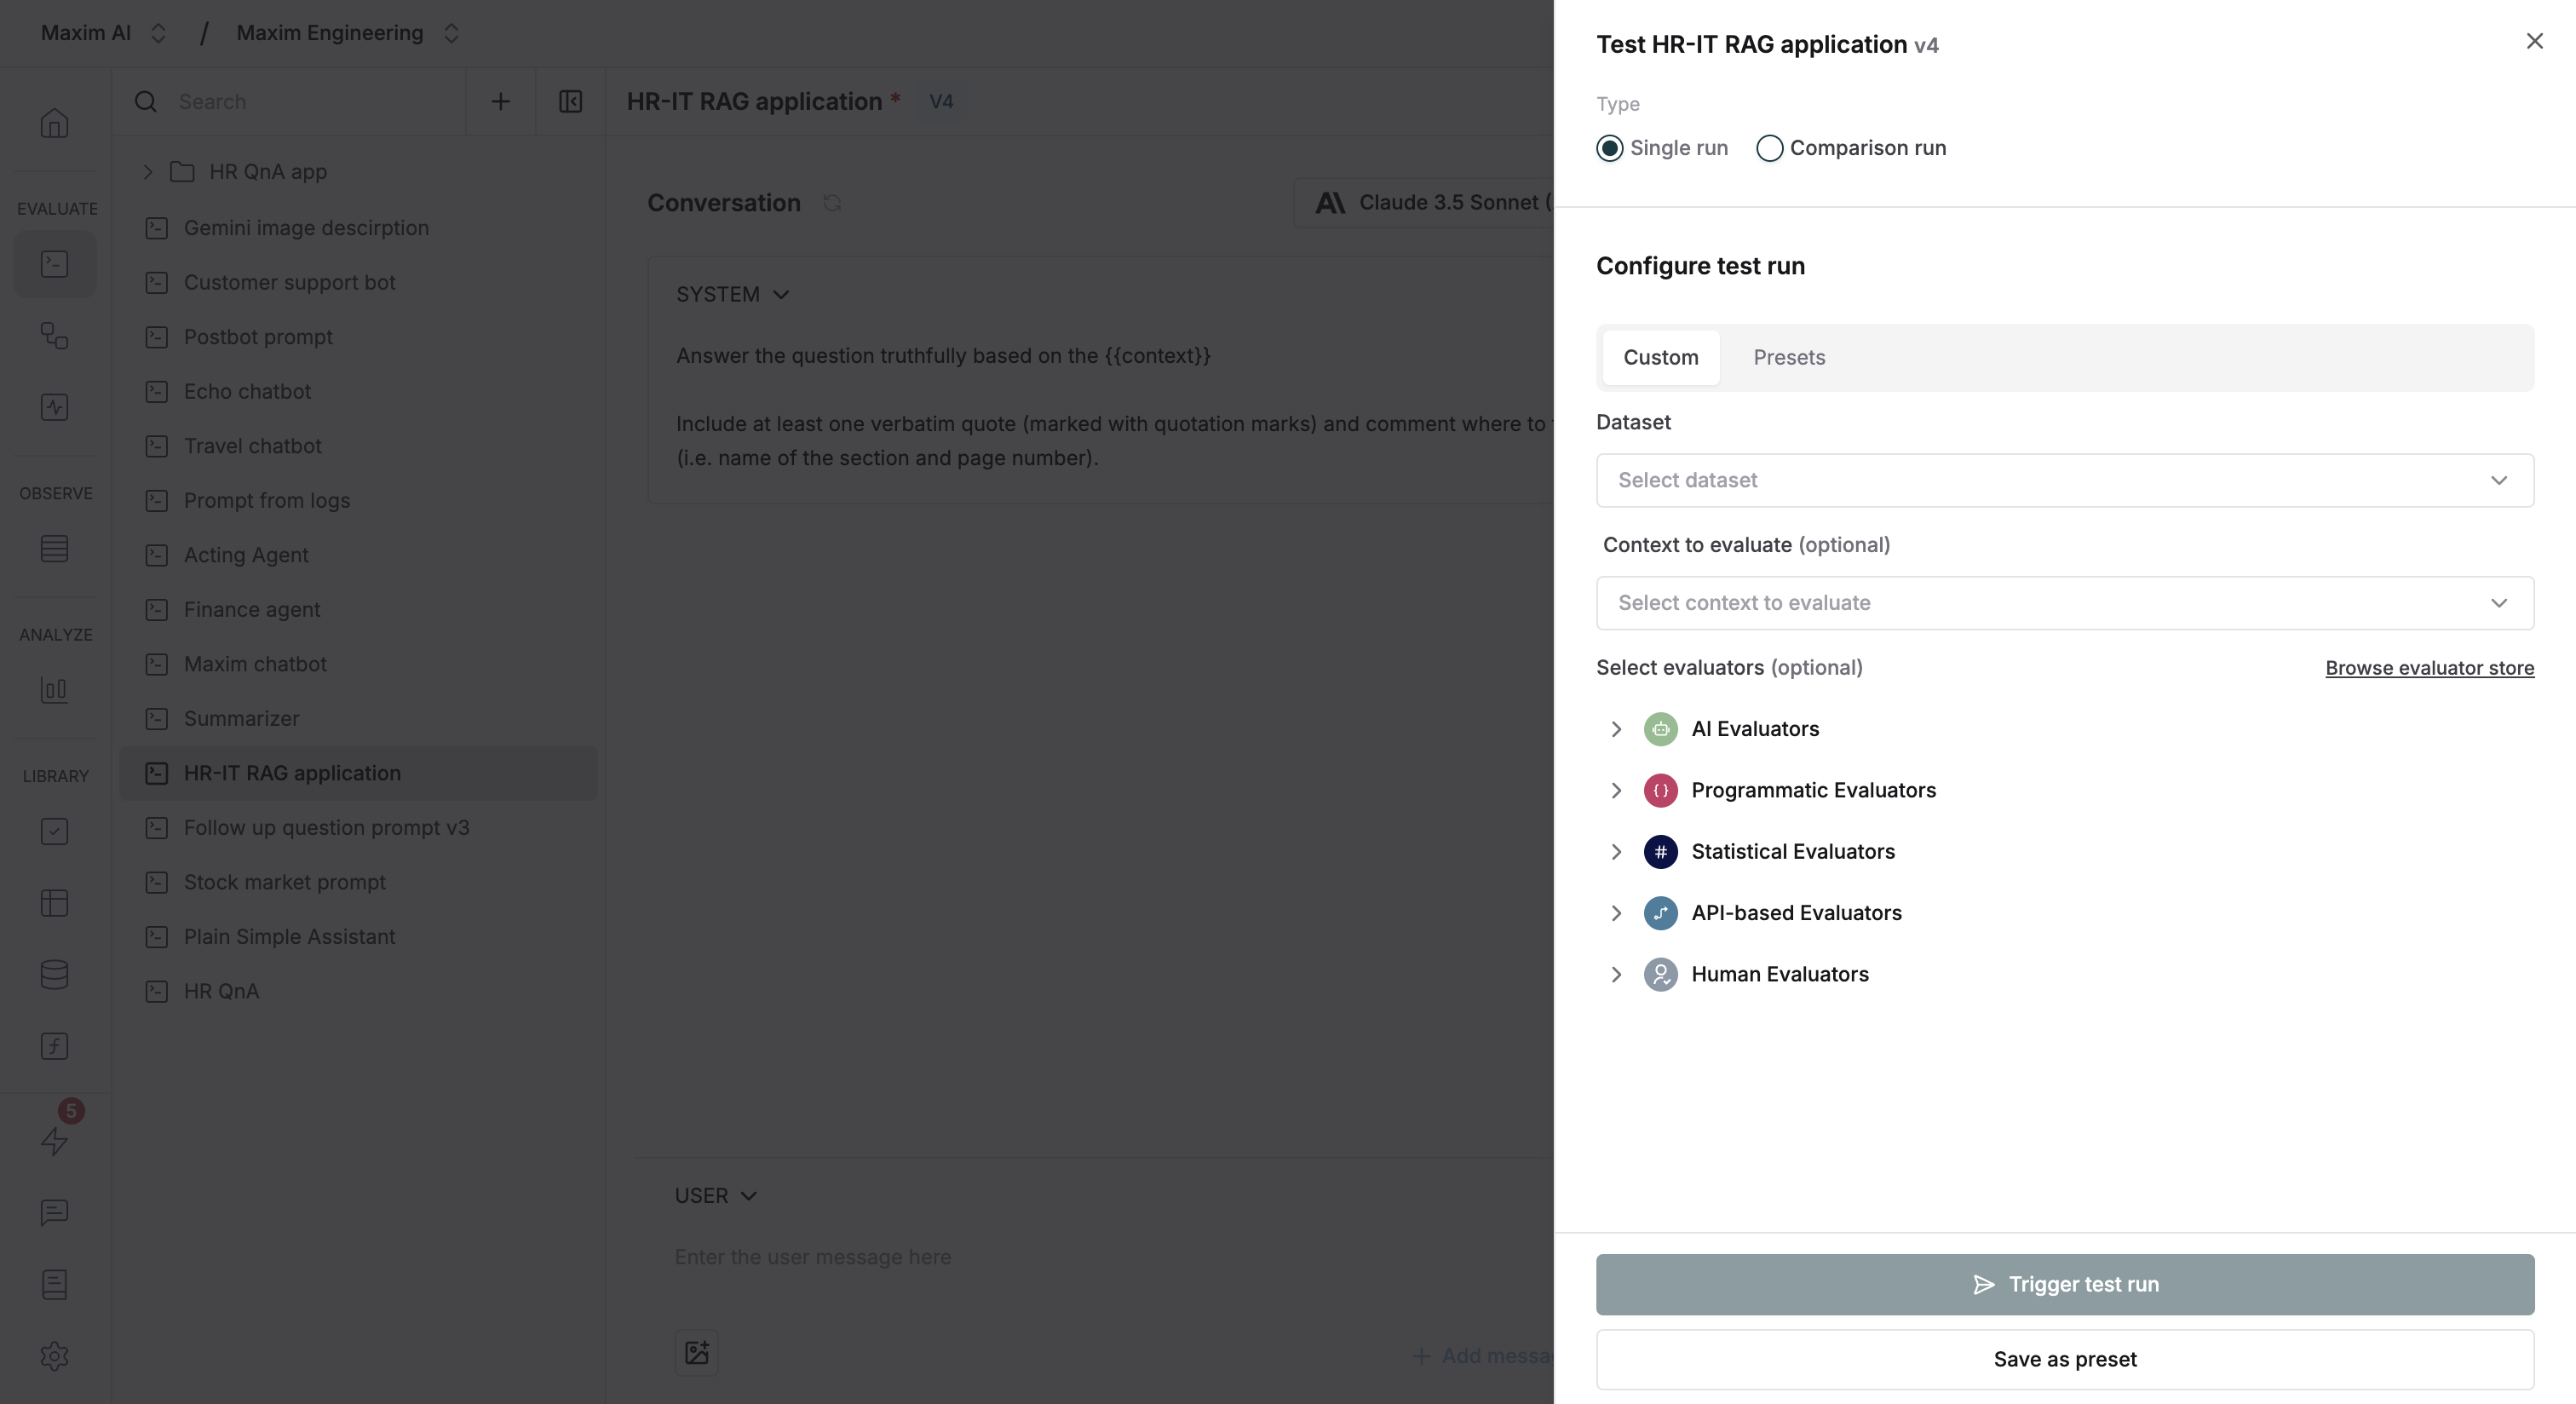 Maxim AI / Maxim Engineering
Search
HR QnA app
Gemini image descirption
Customer support bot
Postbot prompt
Echo chatbot
Travel chatbot
Prompt from logs
Acting Agent
Finance agent
Maxim chatbot
Summarizer
HR-IT RAG application
Follow up question prompt v3
Stock market prompt
Plain Simple Assistant
HR QnA
EVALUATE
OBSERVE
ANALYZE
LIBRARY
5
HR-IT RAG application * V4
Conversation
Claude 3.5 Sonnet (
SYSTEM
Answer the question truthfully based on the {{context}}
Include at least one verbatim quote (marked with quotation marks) and comment where to
(i.e. name of the section and page number).
USER
Enter the user message here
+ Add messa
Test HR-IT RAG application v4
Type
Single run
Comparison run
Configure test run
Custom
Presets
Dataset
Select dataset
Context to evaluate (optional)
Select context to evaluate
Select evaluators (optional)
Browse evaluator store
AI Evaluators
{} Programmatic Evaluators
# Statistical Evaluators
API-based Evaluators
Human Evaluators
Trigger test run
Save as preset